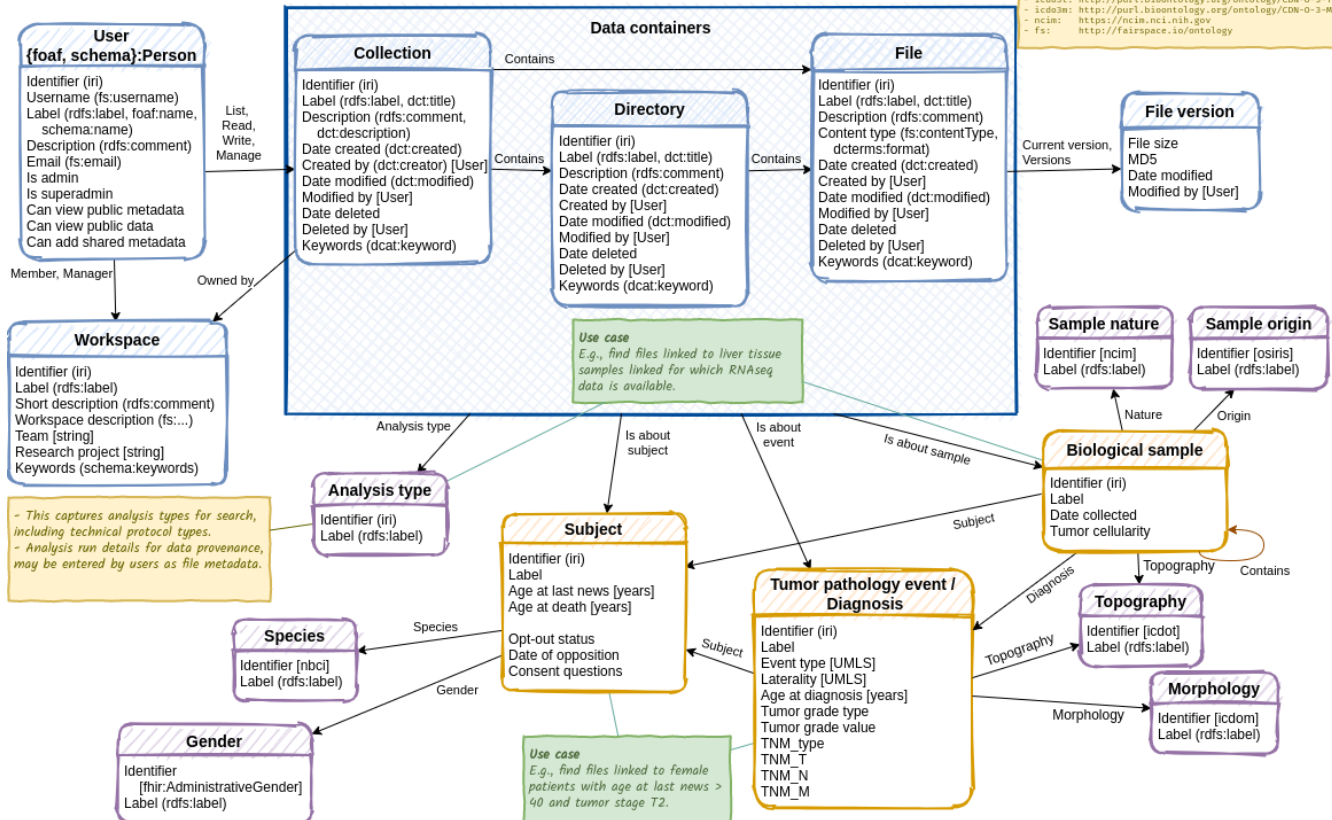 - icdo3m: http://purl.bioontology.org/ontology/CDN-O-3-M
- ncim: https://ncim.nci.nih.gov
- fs: http://fairspace.io/ontology
User
{foaf, schema}:Person
Identifier (iri)
Username (fs:username)
Label (rdfs:label, foaf:name,
schema:name)
Description (rdfs:comment)
Email (fs:email)
Is admin
Is superadmin
Can view public metadata
Can view public data
Can add shared metadata
List,
Read,
Write,
Manage
Data containers
Collection
Identifier (iri)
Label (rdfs:label, dct:title)
Description (rdfs:comment,
dct:description)
Date created (dct:created)
Created by (dct:creator) [User]
Date modified (dct:modified)
Modified by [User]
Date deleted
Deleted by [User]
Keywords (dcat:keyword)
Contains
Contains
Directory
Identifier (iri)
Label (rdfs:label, dct:title)
Description (rdfs:comment)
Date created (dct:created)
Created by [User]
Date modified (dct:modified)
Modified by [User]
Date deleted
Deleted by [User]
Keywords (dcat:keyword)
Contains
File
Identifier (iri)
Label (rdfs:label, dct:title)
Description (rdfs:comment)
Content type (fs:contentType,
dcterms:format)
Date created (dct:created)
Created by [User]
Date modified (dct:modified)
Modified by [User]
Date deleted
Deleted by [User]
Keywords (dcat:keyword)
Current version,
Versions
File version
File size
MD5
Date modified
Modified by [User]
Member, Manager
Owned by
Workspace
Identifier (iri)
Label (rdfs:label)
Short description (rdfs:comment)
Workspace description (fs:...)
Team [string]
Research project [string]
Keywords (schema:keywords)
Use case
E.g., find files linked to liver tissue
samples linked for which RNAseq
data is available.
Sample nature
Identifier [ncim]
Label (rdfs:label)
Sample origin
Identifier [osiris]
Label (rdfs:label)
Nature
Origin
Analysis type
Is about
subject
Is about
event
Is about sample
Biological sample
Identifier (iri)
Label
Date collected
Tumor cellularity
Contains
Analysis type
Identifier (iri)
Label (rdfs:label)
- This captures analysis types for search,
including technical protocol types.
- Analysis run details for data provenance,
may be entered by users as file metadata.
Subject
Subject
Identifier (iri)
Label
Age at last news [years]
Age at death [years]
Opt-out status
Date of opposition
Consent questions
Diagnosis
Topography
Tumor pathology event /
Diagnosis
Identifier (iri)
Label
Event type [UMLS]
Laterality [UMLS]
Age at diagnosis [years]
Tumor grade type
Tumor grade value
TNM_type
TNM_T
TNM_N
TNM_M
Subject
Topography
Topography
Identifier [icdot]
Label (rdfs:label)
Morphology
Morphology
Identifier [icdom]
Label (rdfs:label)
Species
Species
Identifier [nbci]
Label (rdfs:label)
Gender
Gender
Identifier
[fhir:AdministrativeGender]
Label (rdfs:label)
Use case
E.g., find files linked to female
patients with age at last news >
40 and tumor stage T2.